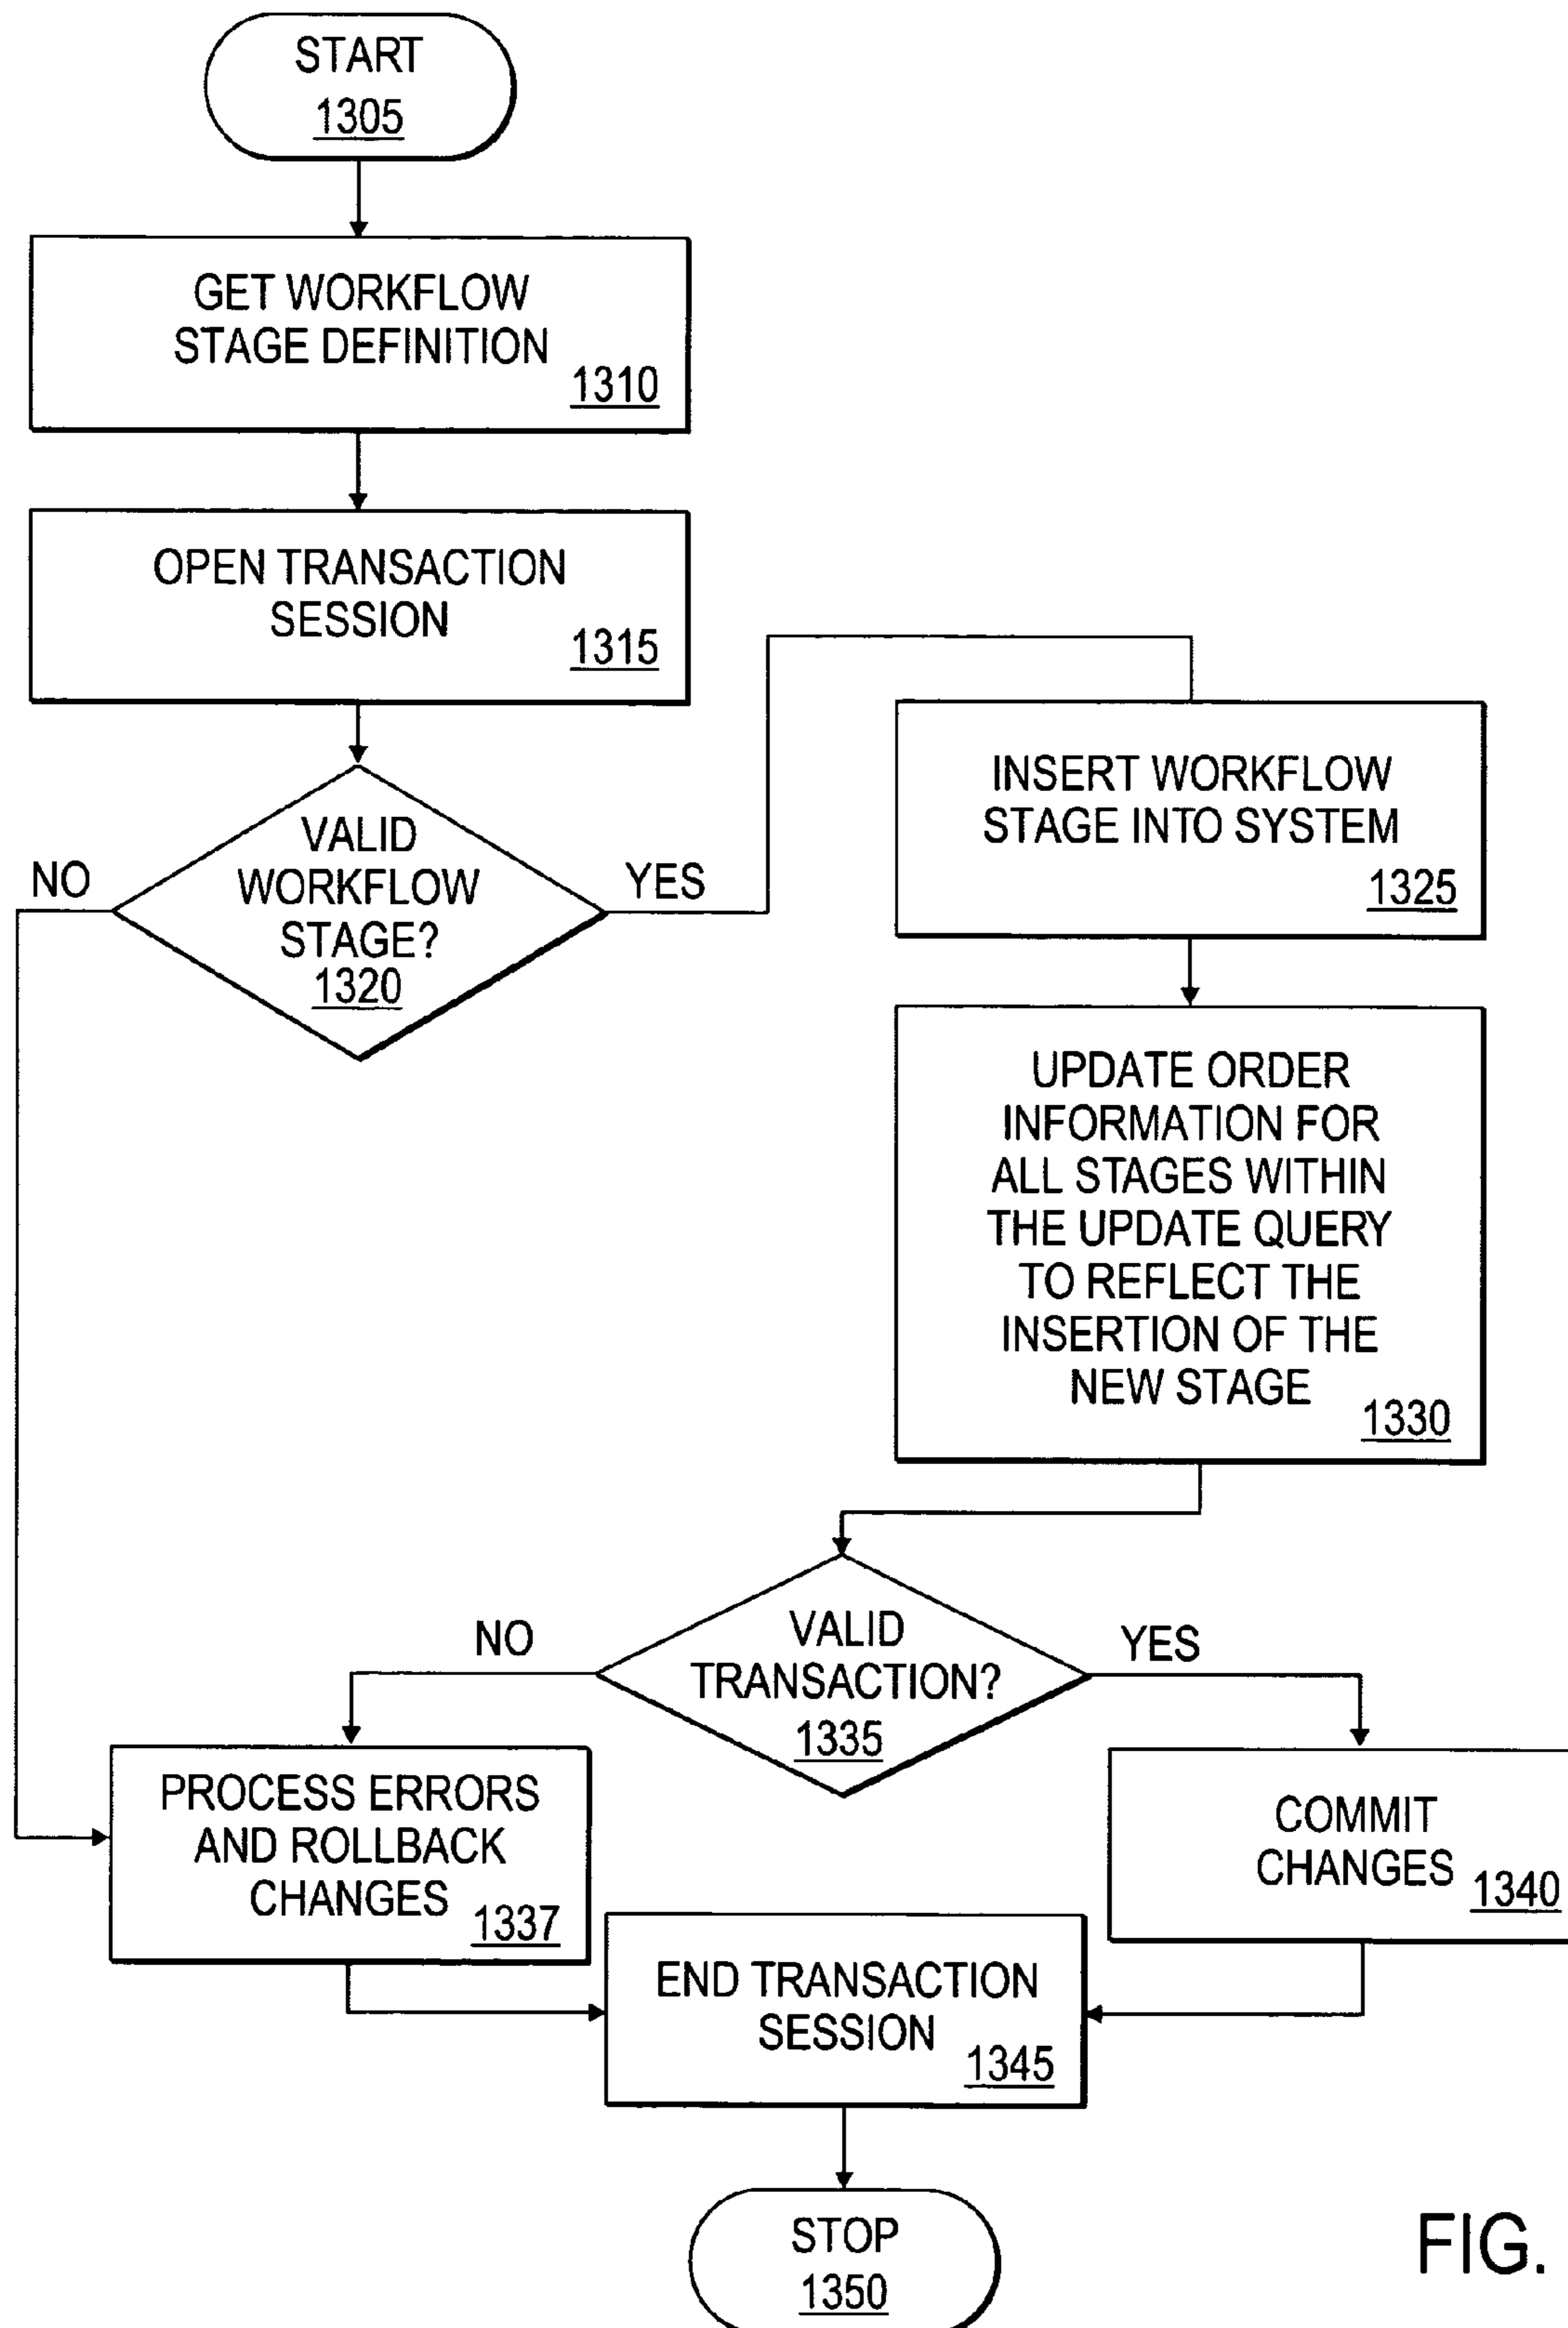 START
1305
GET WORKFLOW
STAGE DEFINITION
1310
OPEN TRANSACTION
SESSION
1315
VALID
WORKFLOW
STAGE?
1320
NO
YES
INSERT WORKFLOW
STAGE INTO SYSTEM
1325
UPDATE ORDER
INFORMATION FOR
ALL STAGES WITHIN
THE UPDATE QUERY
TO REFLECT THE
INSERTION OF THE
NEW STAGE
1330
VALID
TRANSACTION?
1335
NO
YES
PROCESS ERRORS
AND ROLLBACK
CHANGES
1337
COMMIT
CHANGES
1340
END TRANSACTION
SESSION
1345
STOP
1350
FIG.